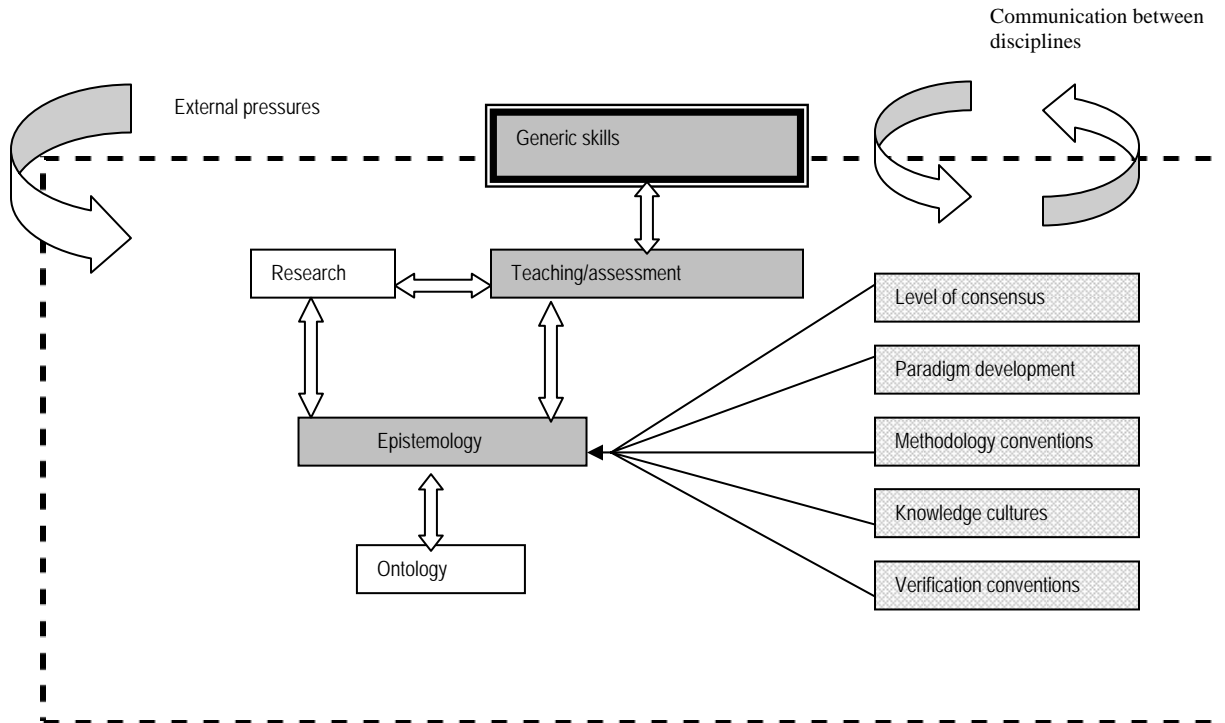 Communication between
disciplines
External pressures
Generic skills
Research
Teaching/assessment
Level of consensus
Paradigm development
Methodology conventions
Epistemology
Knowledge cultures
Ontology
Verification conventions